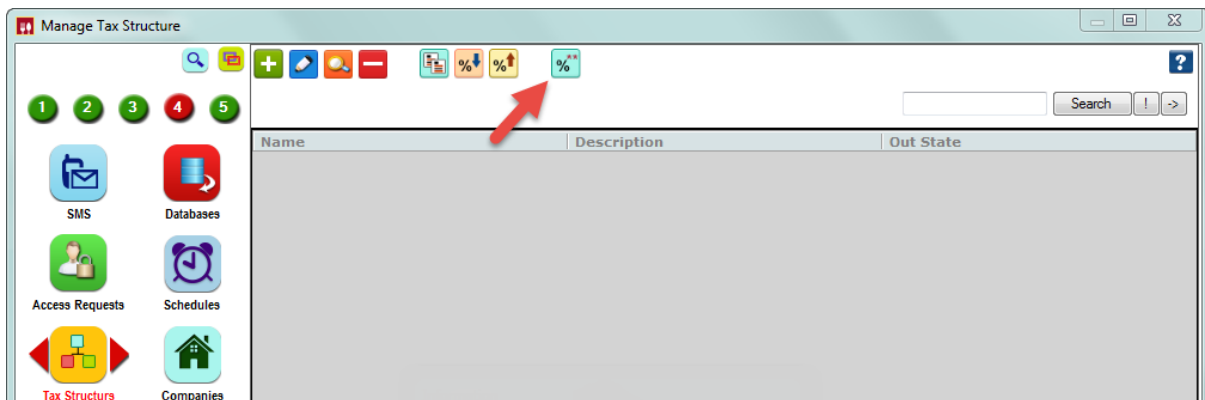 Manage Tax Structure
%
%
%**
?
1 2 3 4 5
Search ! ->
Name Description Out State
SMS Databases
Access Requests Schedules
Tax Structurs Companies